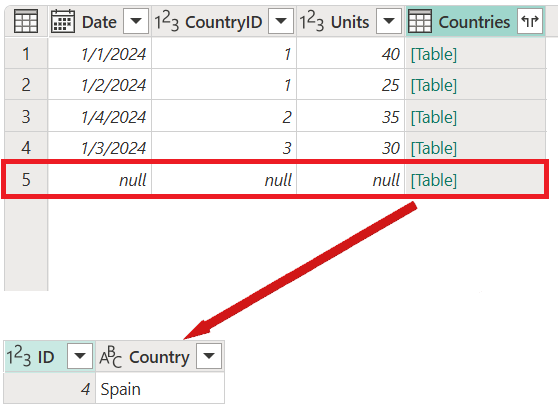 Date 1²3 CountryID 1²3 Units Countries
1 1/1/2024 1 40 [Table]
2 1/2/2024 1 25 [Table]
3 1/4/2024 2 35 [Table]
4 1/3/2024 3 30 [Table]
5 null null null [Table]
1²3 ID ABC Country
4 Spain